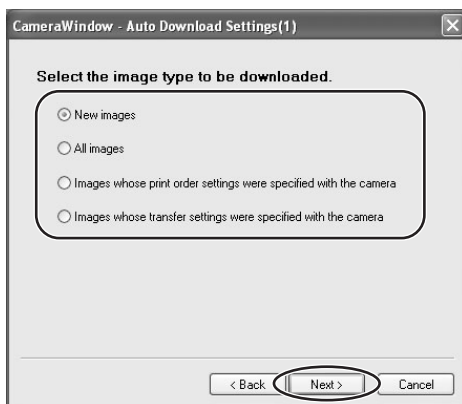 CameraWindow - Auto Download Settings(1)
Select the image type to be downloaded.
New images
All images
Images whose print order settings were specified with the camera
Images whose transfer settings were specified with the camera
< Back Next > Cancel